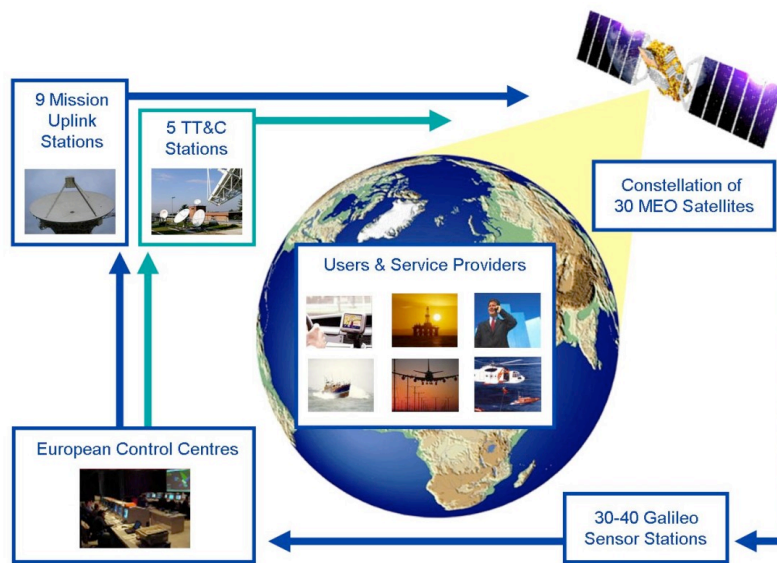 9 Mission
Uplink
Stations
5 TT&C
Stations
Constellation of
30 MEO Satellites
Users & Service Providers
European Control Centres
30-40 Galileo
Sensor Stations